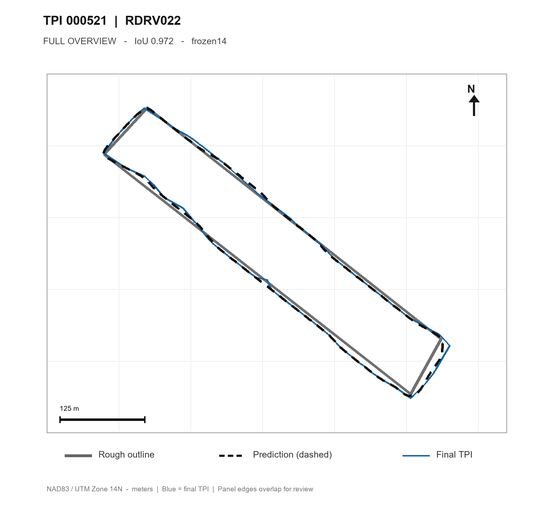 TPI 000521 | RDRV022
FULL OVERVIEW - IoU 0.972 - frozen14
N
125 m
Rough outline
Prediction (dashed)
Final TPI
NAD83 / UTM Zone 14N - meters | Blue = final TPI | Panel edges overlap for review